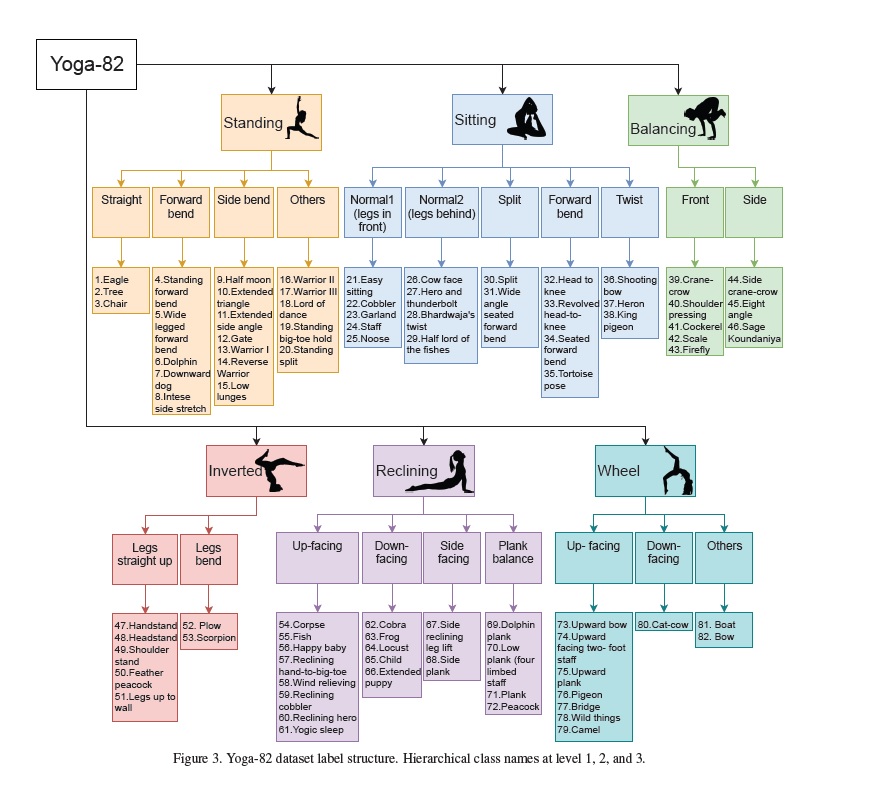 Yoga-82
Standing
Sitting
Balancing
Straight
Forward
bend
Side bend
Others
Normal1
(legs in
front)
Normal2
(legs behind)
Split
Forward
bend
Twist
Front
Side
1.Eagle
2.Tree
3.Chair
4.Standing
forward
bend
5.Wide
legged
forward
bend
6.Dolphin
7.Downward
dog
8.Intese
side stretch
9.Half moon
10.Extended
triangle
11.Extended
side angle
12.Gate
13.Warrior I
14.Reverse
Warrior
15.Low
lunges
16.Warrior II
17.Warrior III
18.Lord of
dance
19.Standing
big-toe hold
20.Standing
split
21.Easy
sitting
22.Cobbler
23.Garland
24.Staff
25.Noose
26.Cow face
27.Hero and
thunderbolt
28.Bhardwaja's
twist
29.Half lord of
the fishes
30.Split
31.Wide
angle
seated
forward
bend
32.Head to
knee
33.Revolved
head-to-
knee
34.Seated
forward
bend
35.Tortoise
pose
36.Shooting
bow
37.Heron
38.King
pigeon
39.Crane-
crow
40.Shoulder
pressing
41.Cockerel
42.Scale
43.Firefly
44.Side
crane-crow
45.Eight
angle
46.Sage
Koundaniya
Inverted
Reclining
Wheel
Legs
straight up
Legs
bend
Up-facing
Down-
facing
Side
facing
Plank
balance
Up- facing
Down-
facing
Others
47.Handstand
48.Headstand
49.Shoulder
stand
50.Feather
peacock
51.Legs up to
wall
52. Plow
53.Scorpion
54.Corpse
55.Fish
56.Happy baby
57.Reclining
hand-to-big-toe
58.Wind relieving
59.Reclining
cobbler
60.Reclining hero
61.Yogic sleep
62.Cobra
63.Frog
64.Locust
65.Child
66.Extended
puppy
67.Side
reclining
leg lift
68.Side
plank
69.Dolphin
plank
70.Low
plank (four
limbed
staff
71.Plank
72.Peacock
73.Upward bow
74.Upward
facing two- foot
staff
75.Upward
plank
76.Pigeon
77.Bridge
78.Wild things
79.Camel
80.Cat-cow
81. Boat
82. Bow
Figure 3. Yoga-82 dataset label structure. Hierarchical class names at level 1, 2, and 3.